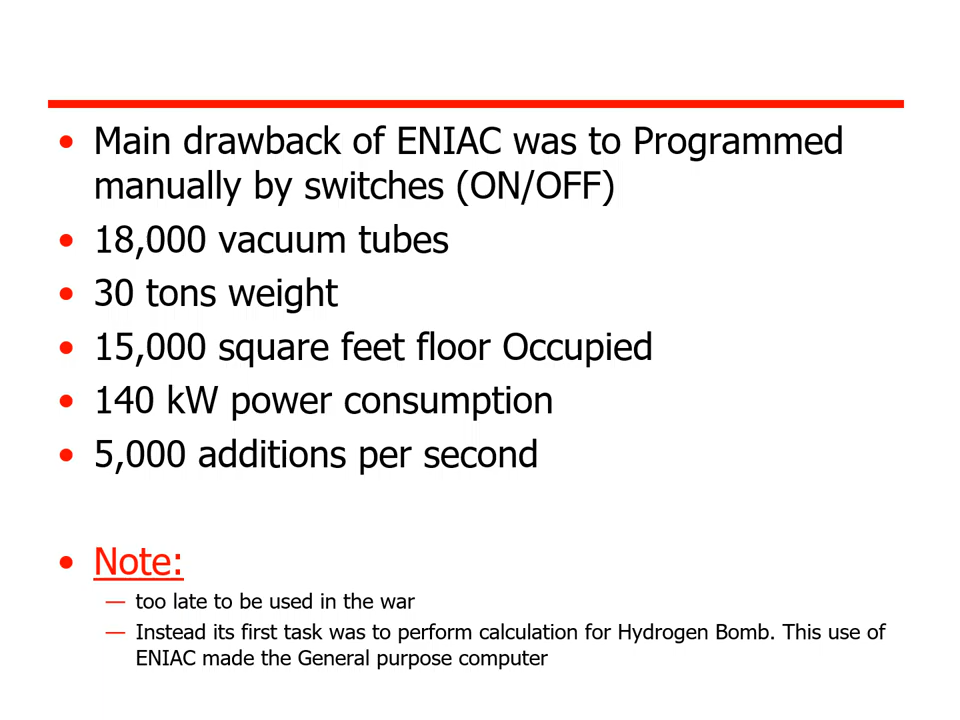 • Main drawback of ENIAC was to Programmed
manually by switches (ON/OFF)
• 18,000 vacuum tubes
• 30 tons weight
• 15,000 square feet floor Occupied
• 140 kW power consumption
• 5,000 additions per second
• Note:
— too late to be used in the war
— Instead its first task was to perform calculation for Hydrogen Bomb. This use of
ENIAC made the General purpose computer